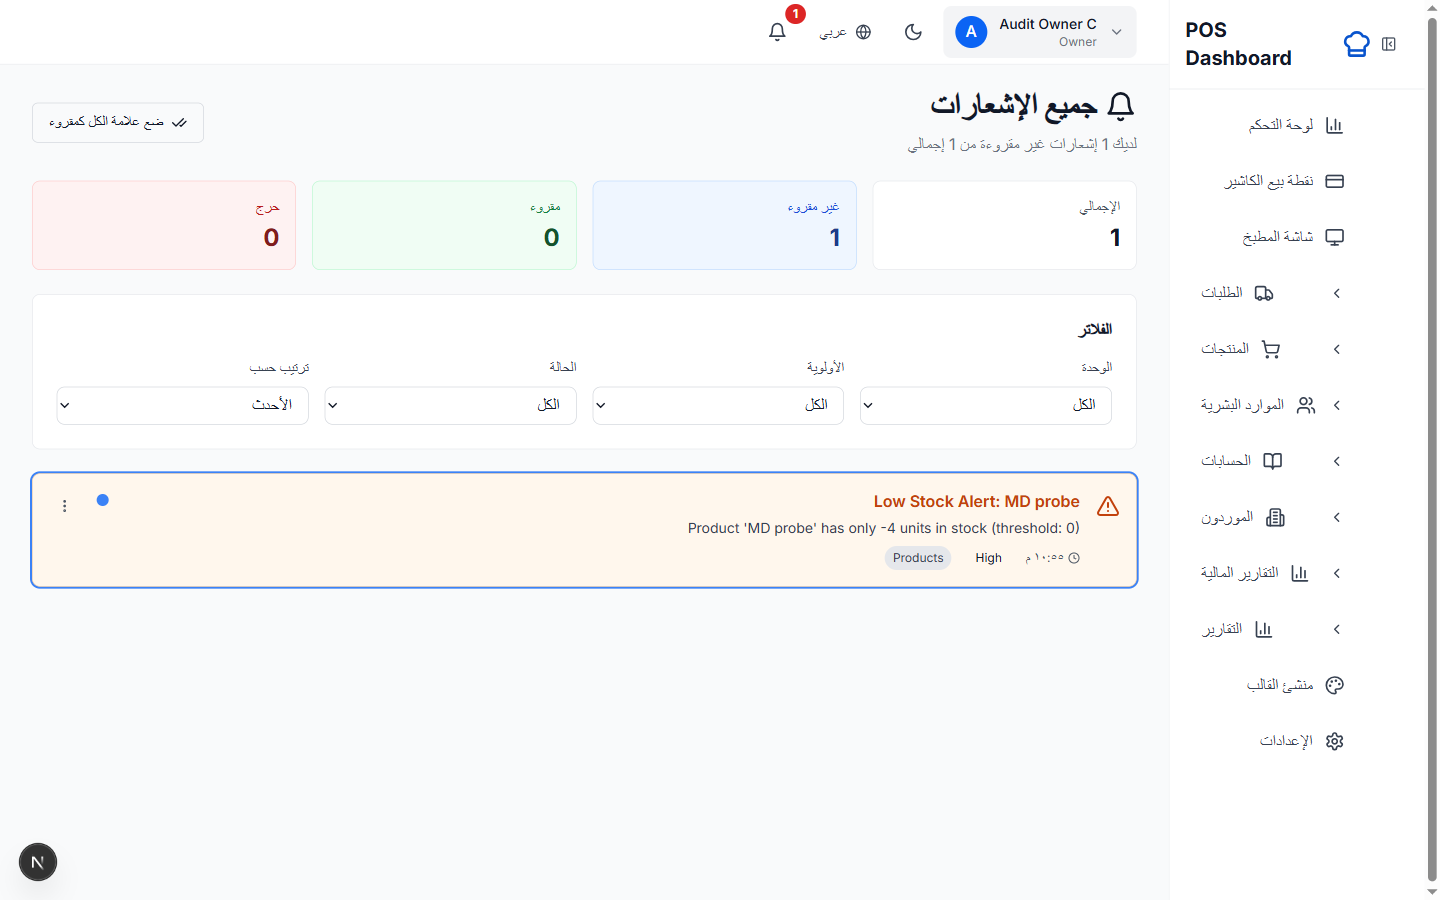 POS
Dashboard
لوحة التحكم
نقطة بيع الكاشير
شاشة المطبخ
الطلبات
المنتجات
الموارد البشرية
الحسابات
الموردون
التقارير المالية
التقارير
منشئ القالب
الإعدادات
Audit Owner C
Owner
A
عربي
1
جميع الإشعارات
لديك 1 إشعارات غير مقروءة من 1 إجمالي
ضع علامة الكل كمقروء
الإجمالي
1
غير مقروء
1
مقروء
0
حرج
0
الفلاتر
الوحدة
الكل
الأولوية
الكل
الحالة
الكل
ترتيب حسب
الأحدث
Low Stock Alert: MD probe
Product 'MD probe' has only -4 units in stock (threshold: 0)
١٠:٥٥ م
High
Products
N